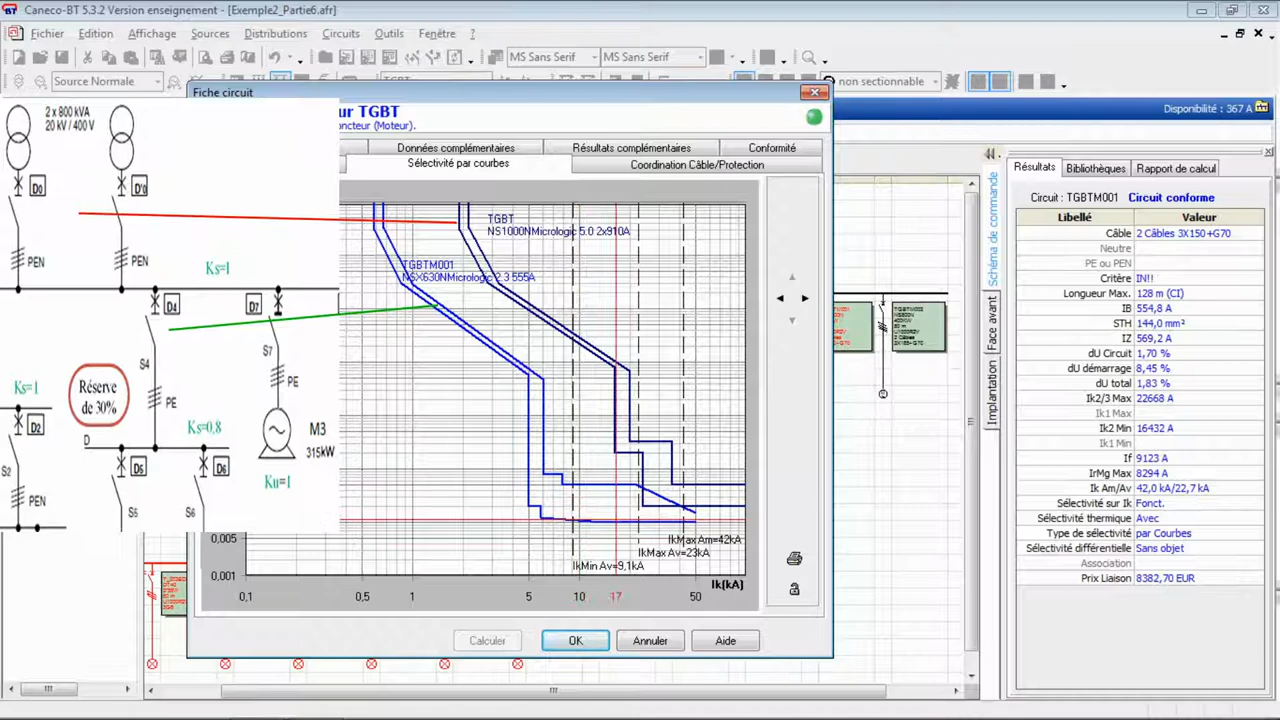 Caneco-BT 5.3.2 Version enseignement - [Exemple2_Partie6.afr]
Fichier Edition Affichage Sources Distributions Circuits Outils Fenêtre ?
MS Sans Serif MS Sans Serif
Source Normale
TGBT
non sectionnable
Fiche circuit
Disponibilité : 367 A
ur TGBT
oncteur (Moteur).
Données complémentaires Résultats complémentaires Conformité
Sélectivité par courbes Coordination Câble/Protection
2 x 800 kVA
20 kV / 400 V
D0
D'0
PEN
PEN
Ks=1
D4
D7
S4
S7
PE
PE
Réserve
de 30%
Ks=1
D2
Ks=0,8
D
D5
D6
S2
PEN
S5
S6
M3
315kW
Ku=1
TGBT
NS1000NMicrologic 5.0 2x910A
TGBTM001
NSX630NMicrologic 2.3 555A
IkMax Am=42kA
IkMax Av=23kA
IkMin Av=9,1kA
0,005
0,001
Ik(kA)
0,1 0,5 1 5 10 17 50
Calculer OK Annuler Aide
Schéma de commande
Face avant
Implantation
Résultats Bibliothèques Rapport de calcul
Circuit : TGBTM001 Circuit conforme
Libellé Valeur
Câble 2 Câbles 3X150+G70
Neutre
PE ou PEN
Critère IN!!
Longueur Max. 128 m (CI)
IB 554,8 A
STH 144,0 mm²
IZ 569,2 A
dU Circuit 1,70 %
dU démarrage 8,45 %
dU total 1,83 %
Ik2/3 Max 22668 A
Ik1 Max
Ik2 Min 16432 A
Ik1 Min
If 9123 A
IrMg Max 8294 A
Ik Am/Av 42,0 kA/22,7 kA
Sélectivité sur Ik Fonct.
Sélectivité thermique Avec
Type de sélectivité par Courbes
Sélectivité différentielle Sans objet
Association
Prix Liaison 8382,70 EUR